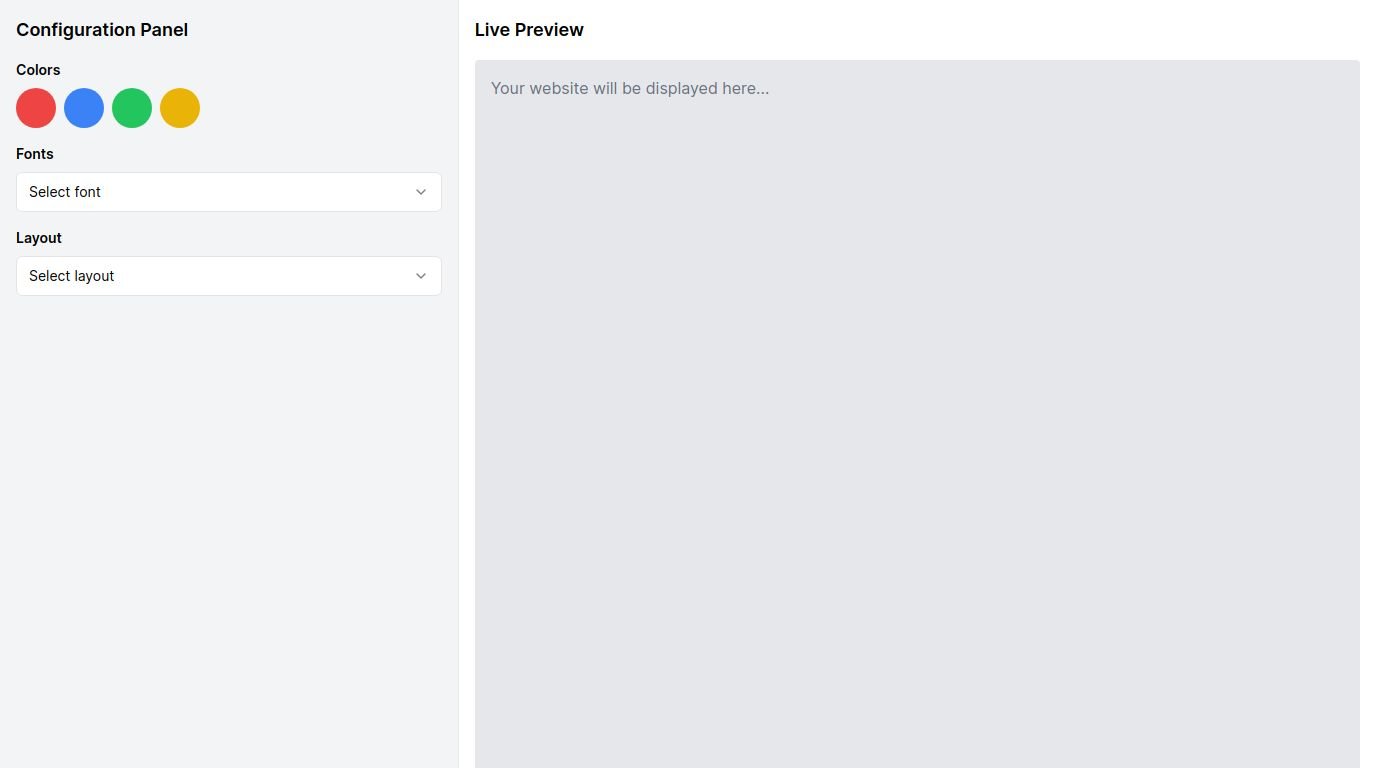 Configuration Panel
Colors
Fonts
Select font
Layout
Select layout
Live Preview
Your website will be displayed here...